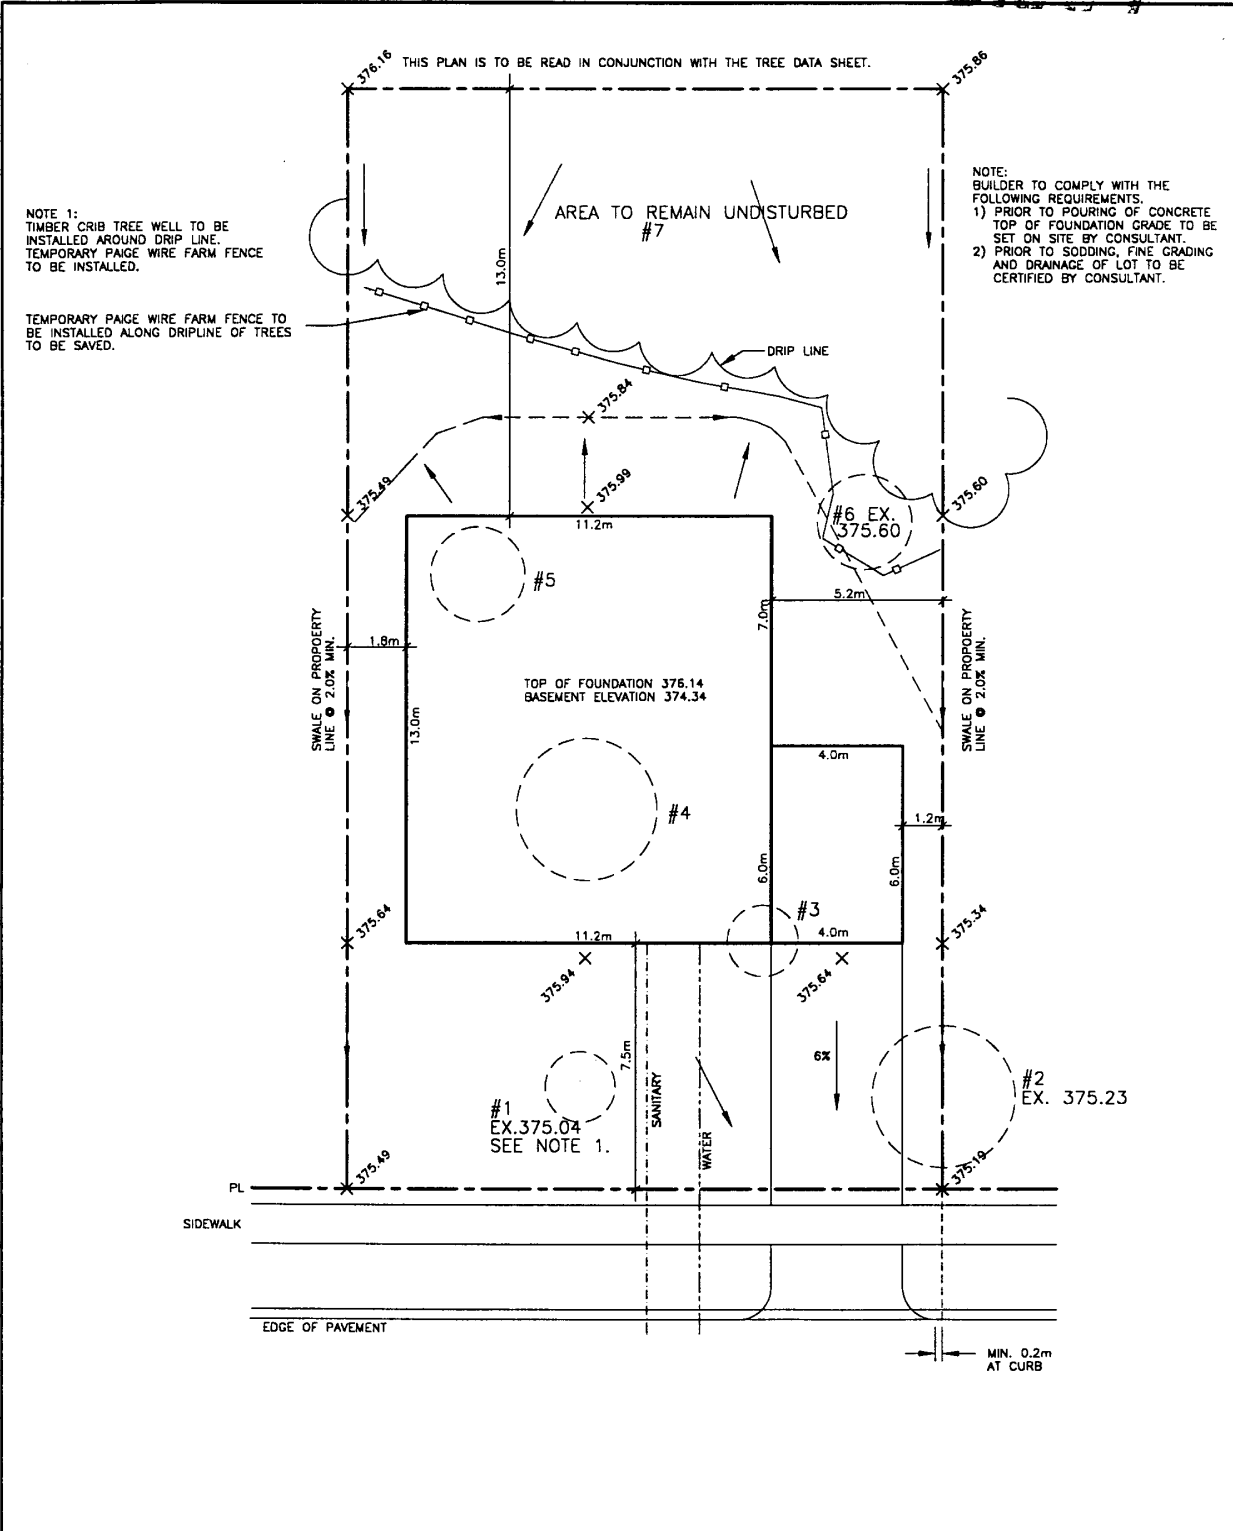 THIS PLAN IS TO BE READ IN CONJUNCTION WITH THE TREE DATA SHEET.
376.16
375.86
NOTE 1:
TIMBER CRIB TREE WELL TO BE
INSTALLED AROUND DRIP LINE.
TEMPORARY PAIGE WIRE FARM FENCE
TO BE INSTALLED.
TEMPORARY PAIGE WIRE FARM FENCE TO
BE INSTALLED ALONG DRIPLINE OF TREES
TO BE SAVED.
AREA TO REMAIN UNDISTURBED
#7
NOTE:
BUILDER TO COMPLY WITH THE
FOLLOWING REQUIREMENTS.
1) PRIOR TO POURING OF CONCRETE
TOP OF FOUNDATION GRADE TO BE
SET ON SITE BY CONSULTANT.
2) PRIOR TO SODDING, FINE GRADING
AND DRAINAGE OF LOT TO BE
CERTIFIED BY CONSULTANT.
13.0m
DRIP LINE
375.84
375.49
375.99
375.60
11.2m
#6 EX.
375.60
#5
5.2m
7.0m
1.8m
SWALE ON PROPOERTY
LINE @ 2.0% MIN.
SWALE ON PROPOERTY
LINE @ 2.0% MIN.
TOP OF FOUNDATION 376.14
BASEMENT ELEVATION 374.34
13.0m
4.0m
#4
1.2m
6.0m
6.0m
#3
375.64
11.2m
4.0m
375.34
375.94
375.64
7.5m
6%
#1
EX.375.04
SEE NOTE 1.
SANITARY
WATER
#2
EX. 375.23
375.49
375.19
PL
SIDEWALK
EDGE OF PAVEMENT
MIN. 0.2m
AT CURB